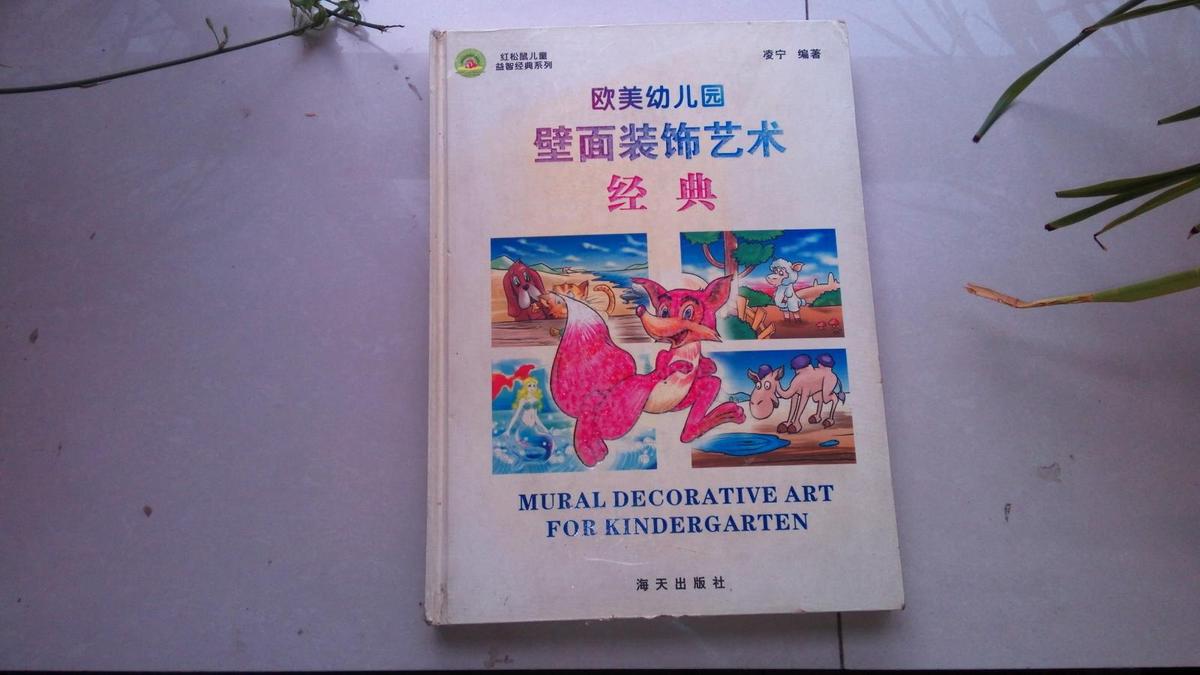 红松鼠儿童
益智经典系列
凌宁 编著
欧美幼儿园
壁面装饰艺术
经典
MURAL DECORATIVE ART
FOR KINDERGARTEN
海天出版社